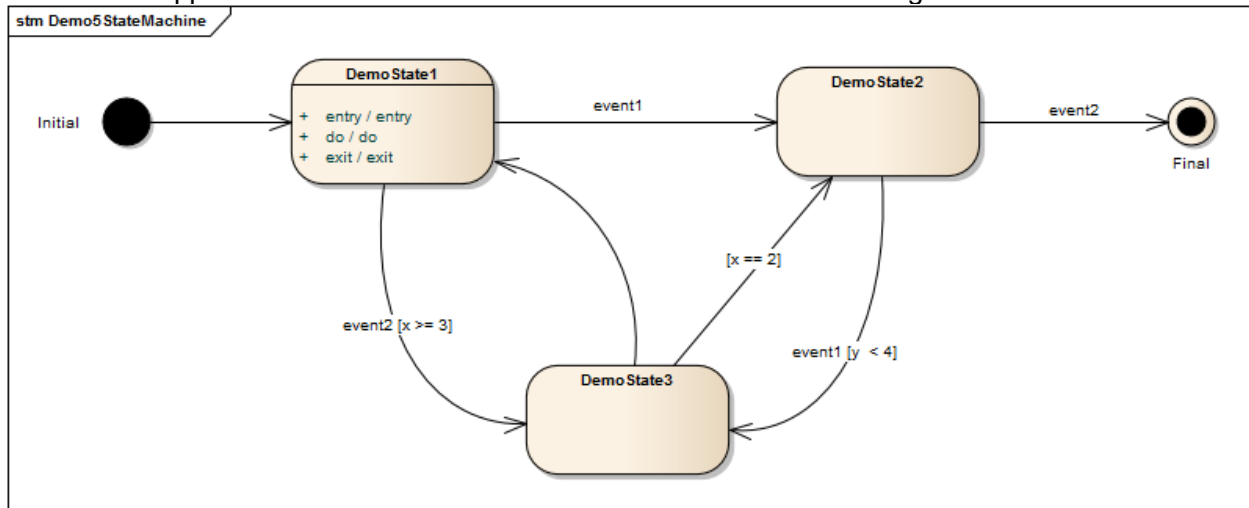 stm Demo5StateMachine
DemoState1
DemoState2
event1
event2
Initial
+ entry / entry
+ do / do
+ exit / exit
Final
[x == 2]
event2 [x >= 3]
event1 [y < 4]
DemoState3